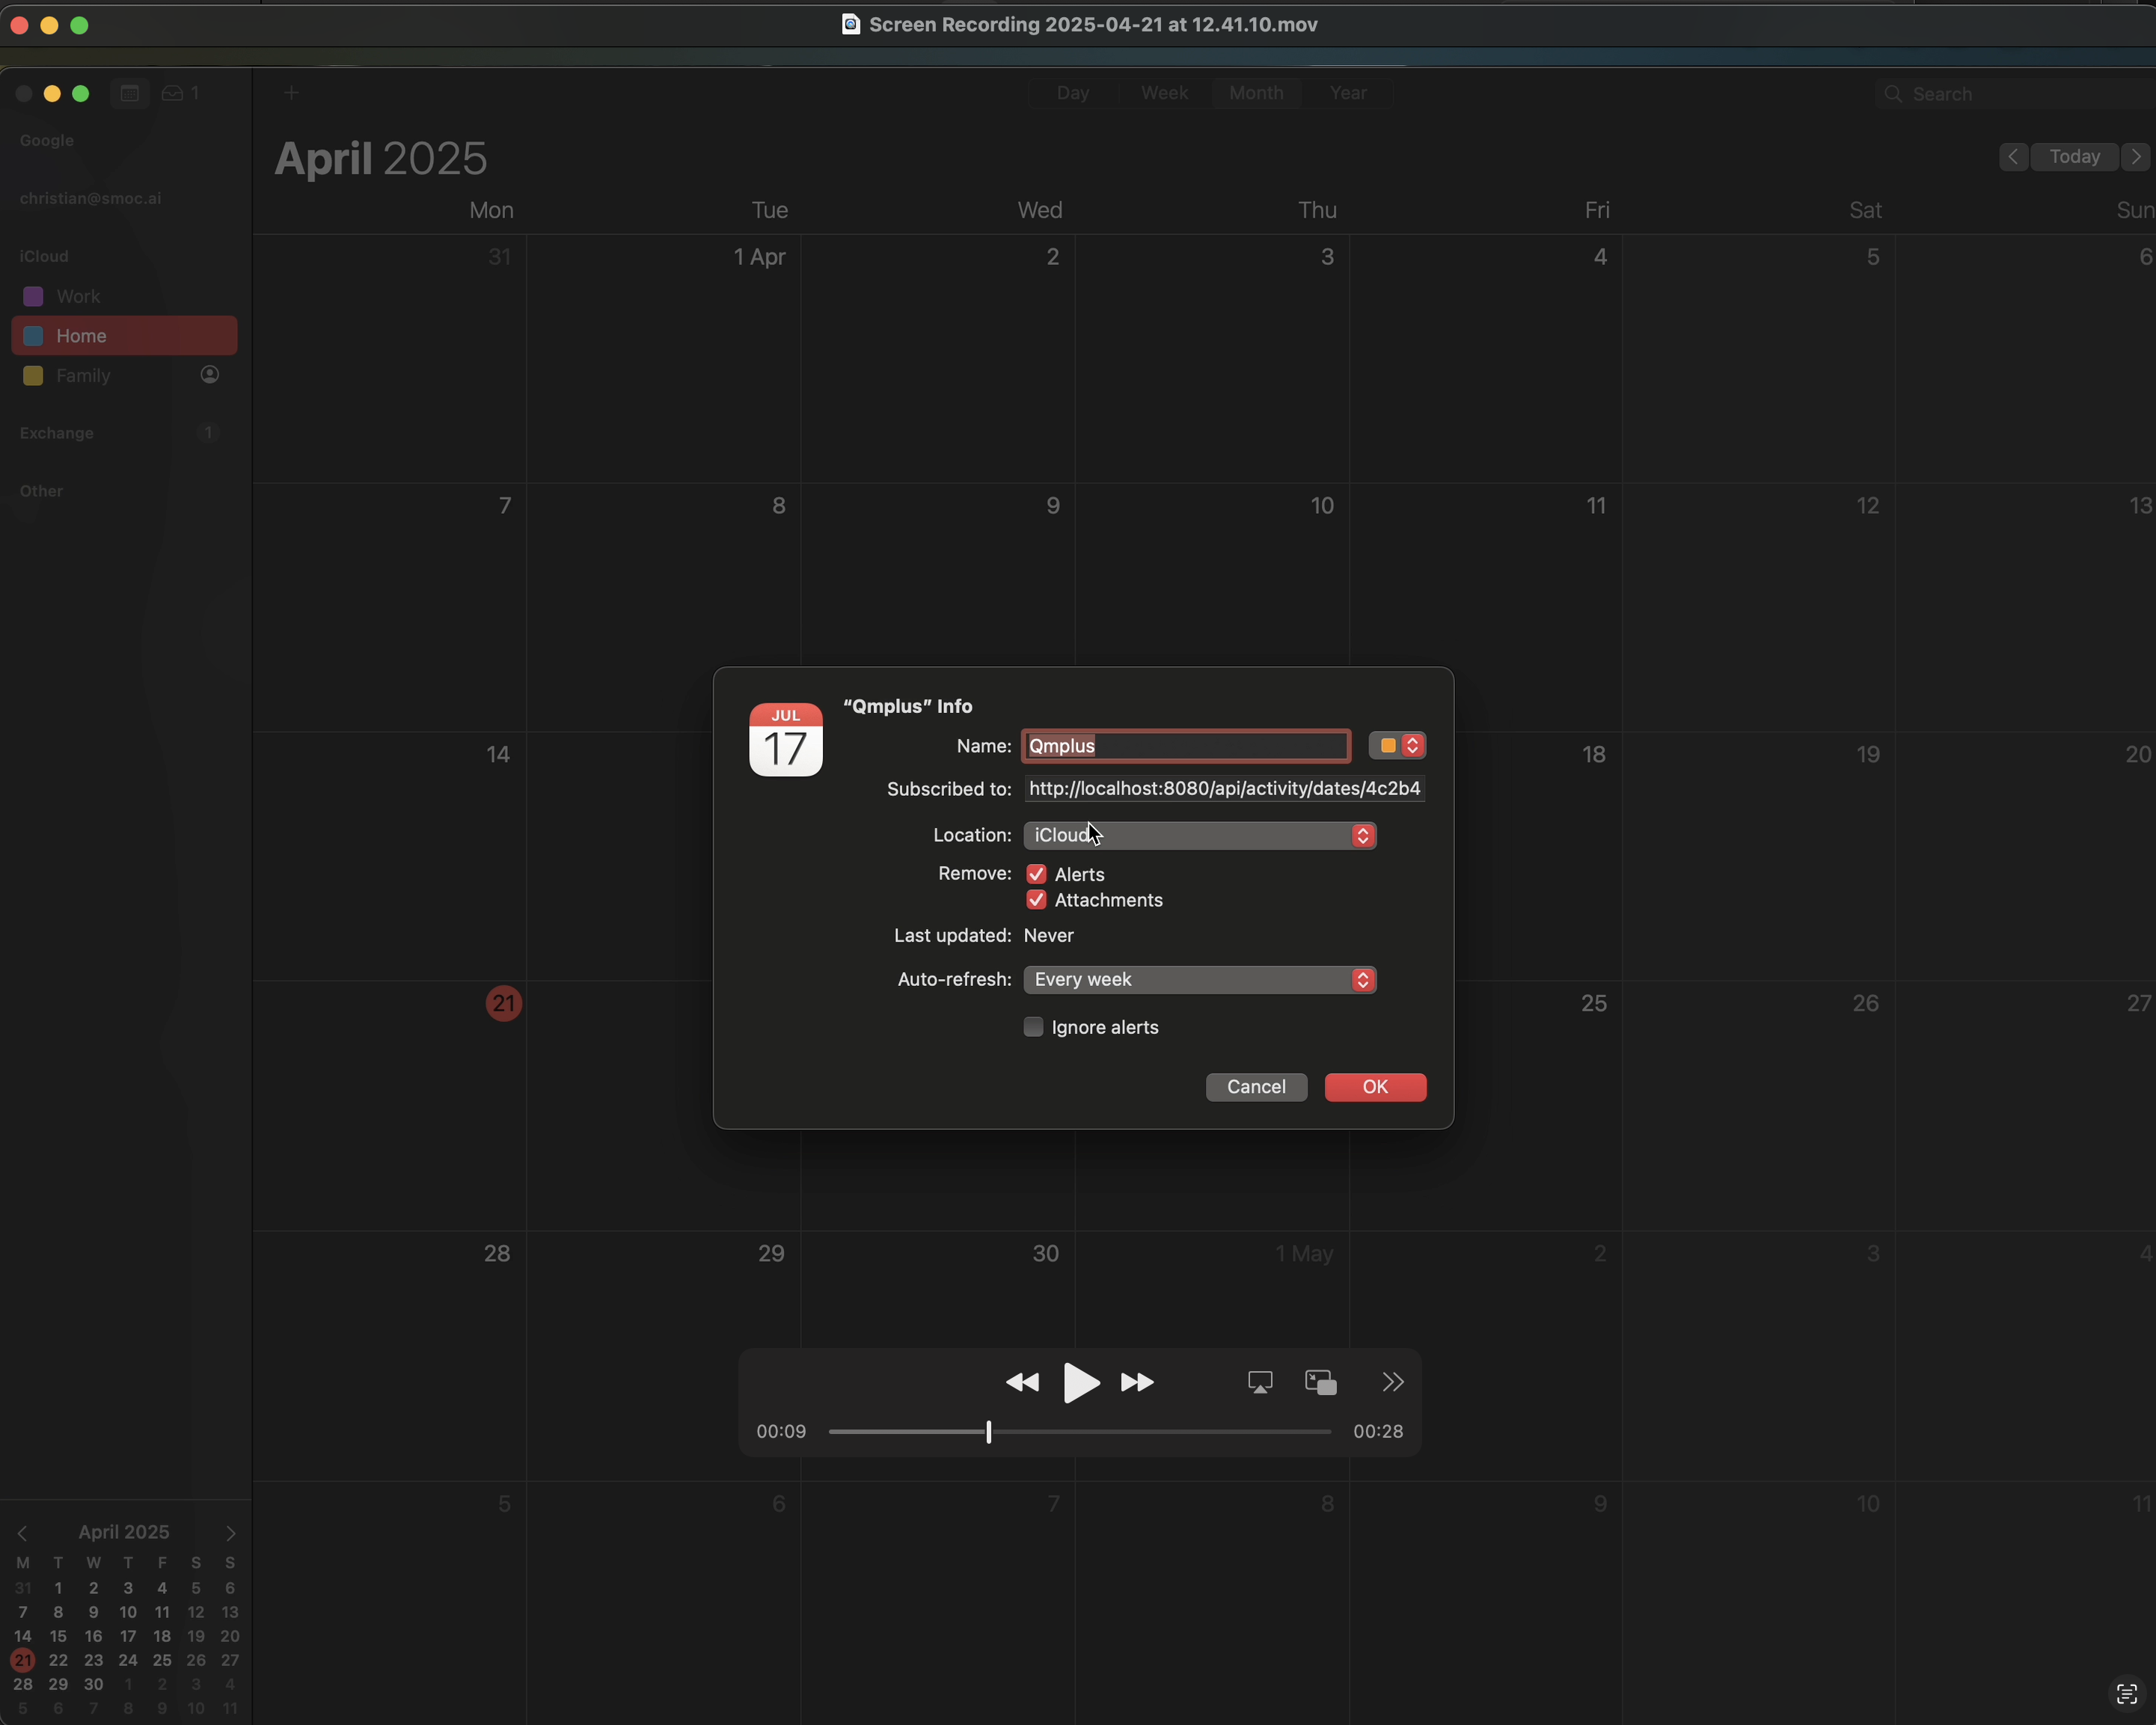 Screen Recording 2025-04-21 at 12.41.10.mov
1
Day Week Month Year
Search
Google
April 2025
Today
christian@smoc.ai
Mon Tue Wed Thu Fri Sat Sun
iCloud
31 1 Apr 2 3 4 5 6
Work
Home
Family
Exchange 1
Other
7 8 9 10 11 12 13
“Qmplus” Info
JUL
17
Name: Qmplus
14 18 19 20
Subscribed to: http://localhost:8080/api/activity/dates/4c2b4
Location: iCloud
Remove: Alerts
Attachments
Last updated: Never
Auto-refresh: Every week
21 25 26 27
Ignore alerts
Cancel OK
28 29 30 1 May 2 3 4
00:09 00:28
5 6 7 8 9 10 11
April 2025
M T W T F S S
31 1 2 3 4 5 6
7 8 9 10 11 12 13
14 15 16 17 18 19 20
21 22 23 24 25 26 27
28 29 30 1 2 3 4
5 6 7 8 9 10 11